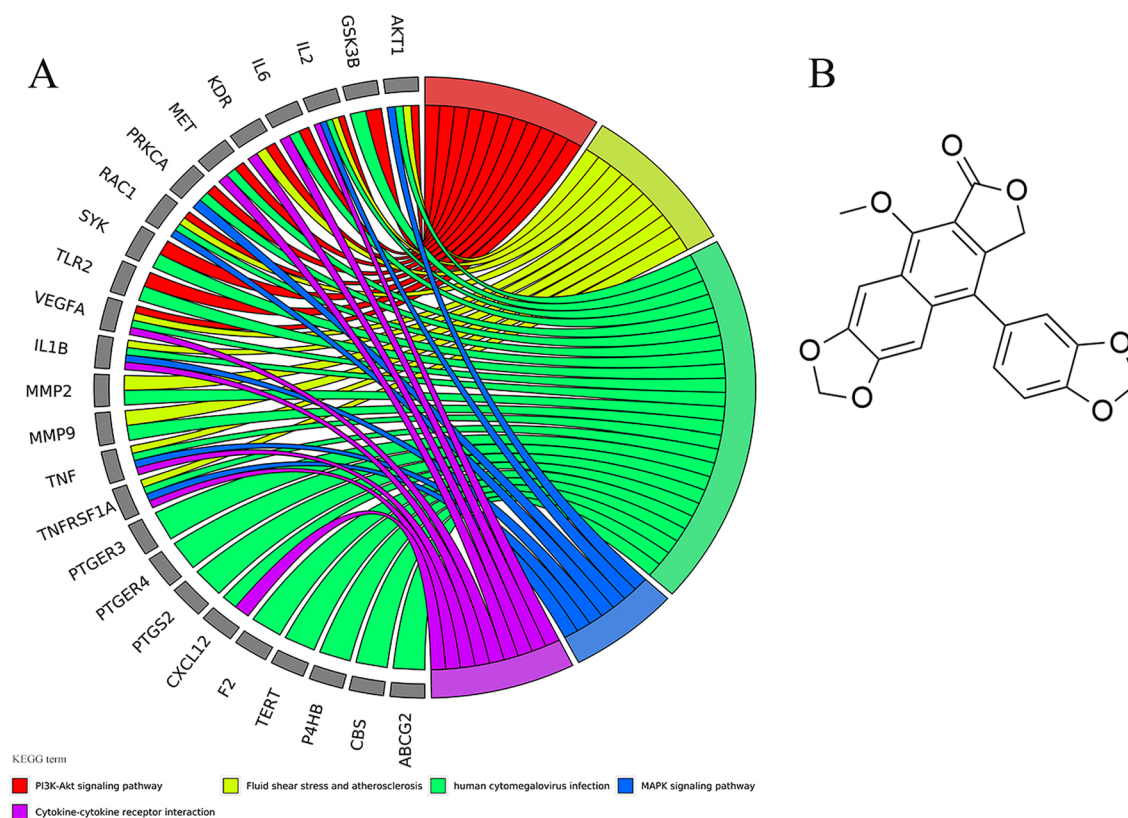 A
B
AKT1
GSK3B
IL2
IL6
KDR
MET
PRKCA
RAC1
SYK
TLR2
VEGFA
IL1B
MMP2
MMP9
TNF
TNFRSF1A
PTGER3
PTGER4
PTGS2
CXCL12
F2
TERT
P4HB
CBS
ABCG2
O
O
O
O
O
O
O
KEGG term
PI3K-Akt signaling pathway
Fluid shear stress and atherosclerosis
human cytomegalovirus infection
MAPK signaling pathway
Cytokine-cytokine receptor interaction